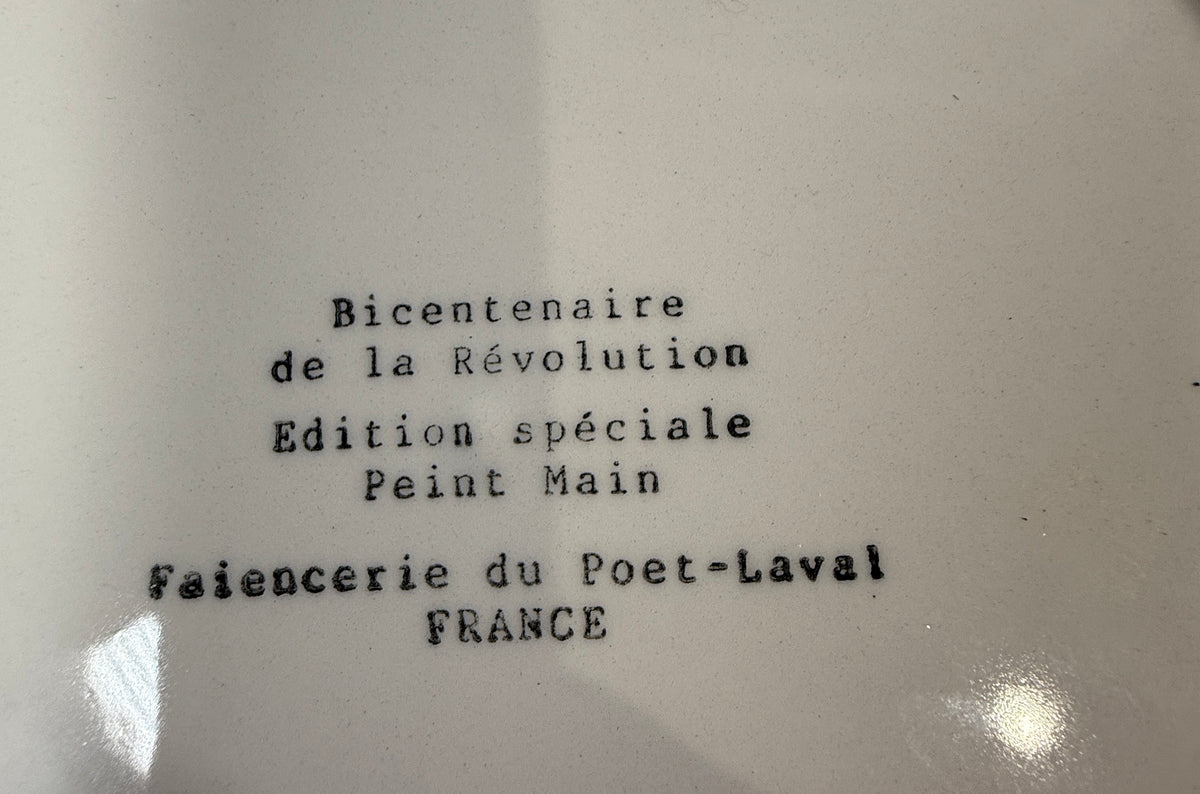 Bicentenaire
de la Révolution
Edition spéciale
Peint Main
Faiencerie du Poet-Laval
FRANCE